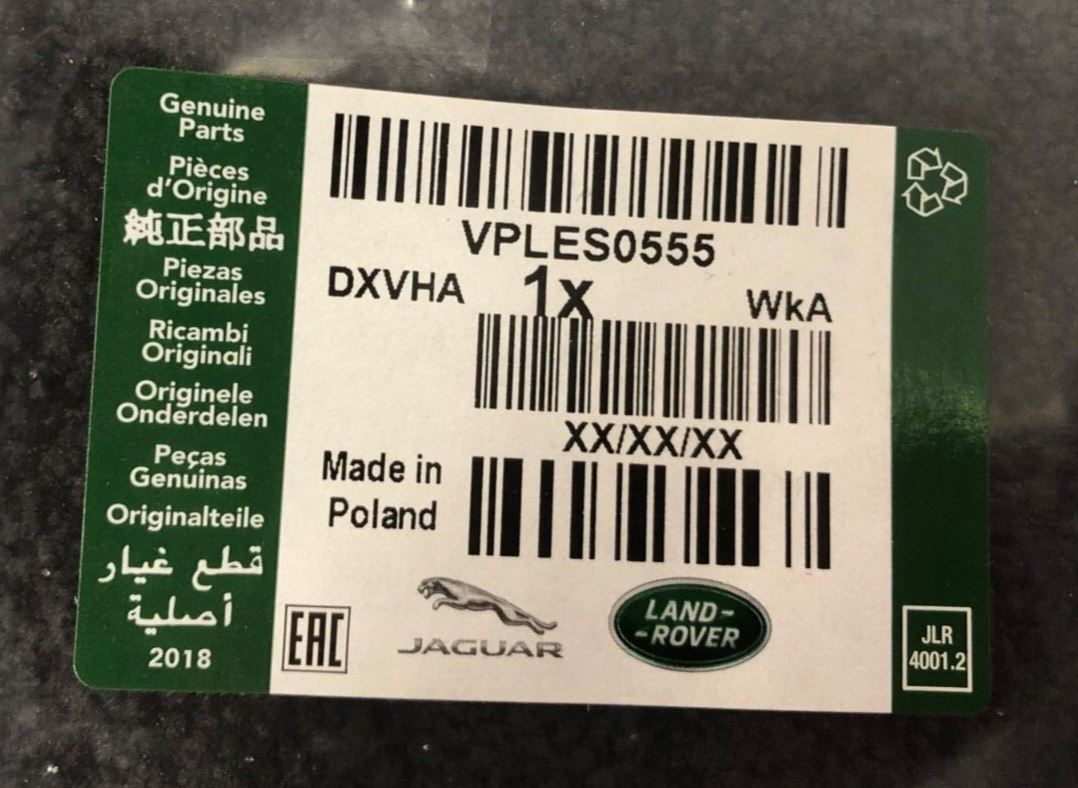 Genuine
Parts
Pièces
d'Origine
純正部品
Piezas
Originales
Ricambi
Originali
Originele
Onderdelen
Peças
Genuinas
Originalteile
قطع غيار
أصلية
2018
VPLES0555
DXVHA 1x WkA
XX/XX/XX
Made in
Poland
EAC
JAGUAR
LAND-
-ROVER
JLR
4001.2